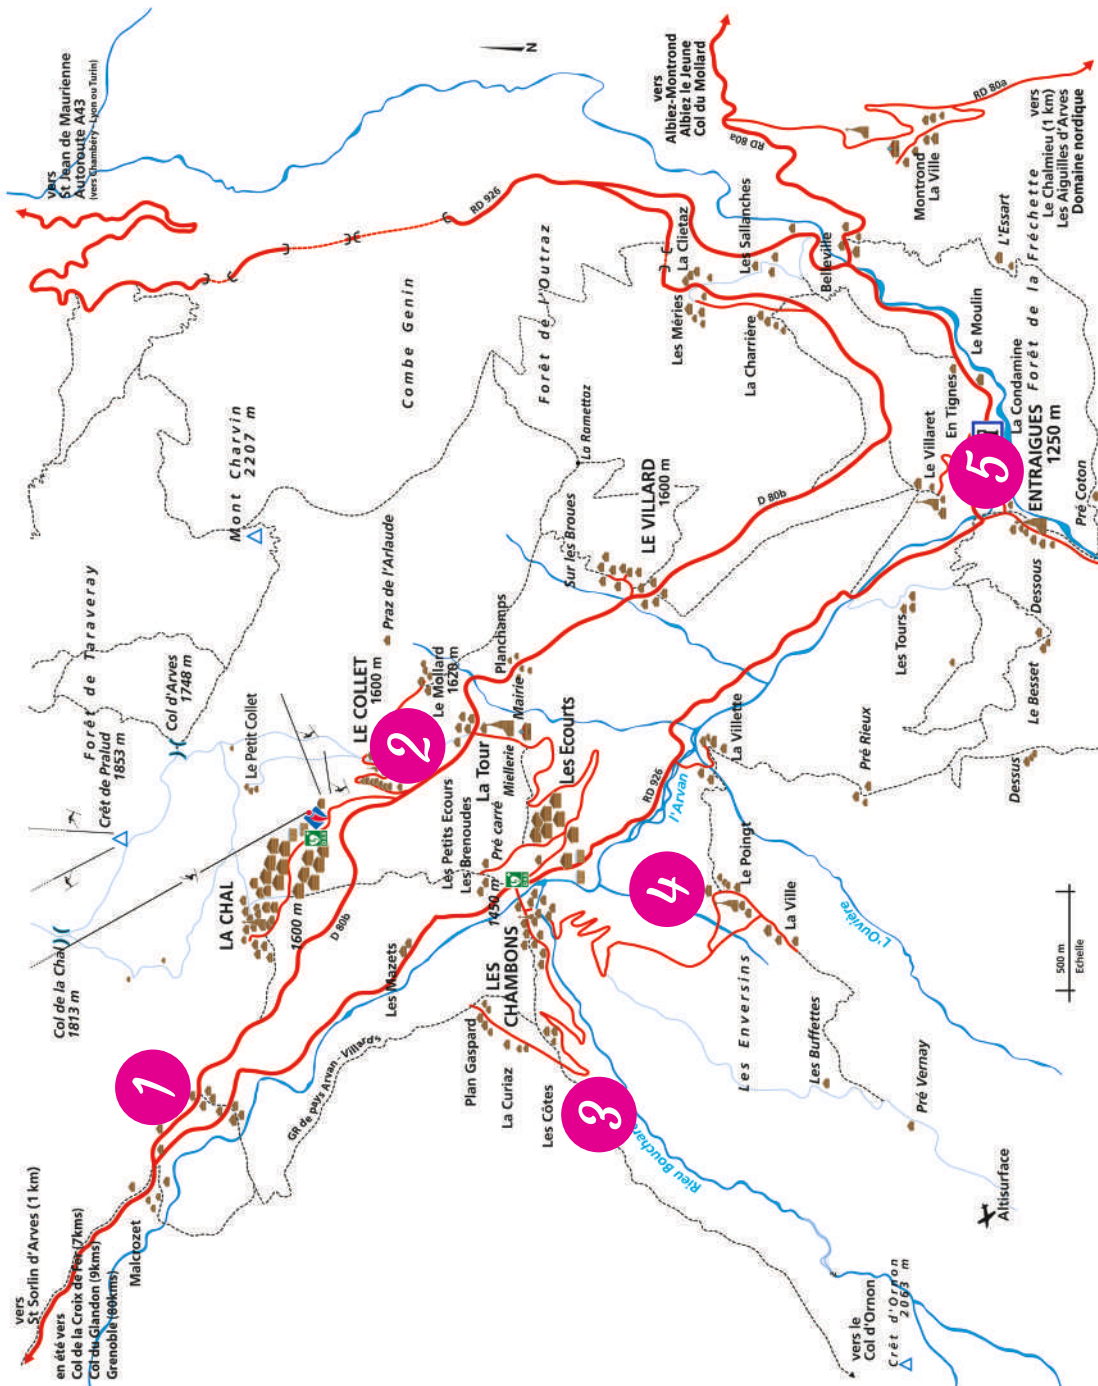 vers
St Sorlin d'Arves (1 km)
en été vers
Col de la Croix de Fer (7kms)
Col du Glandon (9kms)
Grenoble (80kms)
Malcrozet
1
Col de la Chal
1813 m
Crêt de Pralud
1853 m
Forêt de Taraveray
Col d'Arves
1748 m
Mont Charvin
2207 m
vers
St Jean de Maurienne
Autoroute A43
(vers Chambéry - Lyon ou Turin)
N
RD 926
Combe Genin
Forêt de l'Outraz
Le Petit Collet
LA CHAL
1600 m
D 80b
LE COLLET
1600 m
2
Praz de l'Arlaude
Le Mollard
1620 m
Planchamps
Mairie
La Tour
Miellerie
Les Ecourts
Les Petits Ecours
Les Brenoudes
Pré carré
1450 m
Les Mazets
GR de pays Arvan - Villards
Plan Gaspard
La Curiaz
Les Côtes
LES
CHAMBONS
3
Rieu Bouchard
Sur les Broues
La Ramettaz
LE VILLARD
1600 m
D 80b
La Charrière
Les Méries
La Clietaz
Les Sallanches
Belleville
vers
Albiez-Montrond
Albiez le Jeune
Col du Mollard
RD 80a
RD 80a
Montrond
La Ville
L'Essart
vers
Le Chalmieu (1 km)
Les Aiguilles d'Arves
Domaine nordique
Forêt de la Fréchette
Le Moulin
En Tignes
La Condamine
Le Villaret
5
ENTRAIGUES
1250 m
Pré Coton
RD 926
l'Arvan
La Villette
Les Tours
Pré Rieux
Le Besset
Dessous
Dessus
4
Le Poingt
La Ville
L'Ouvière
Les Enversins
Les Buffettes
Pré Vernay
Altisurface
500 m
Echelle
vers le
Col d'Ornon
Crêt d'Ornon
2063 m